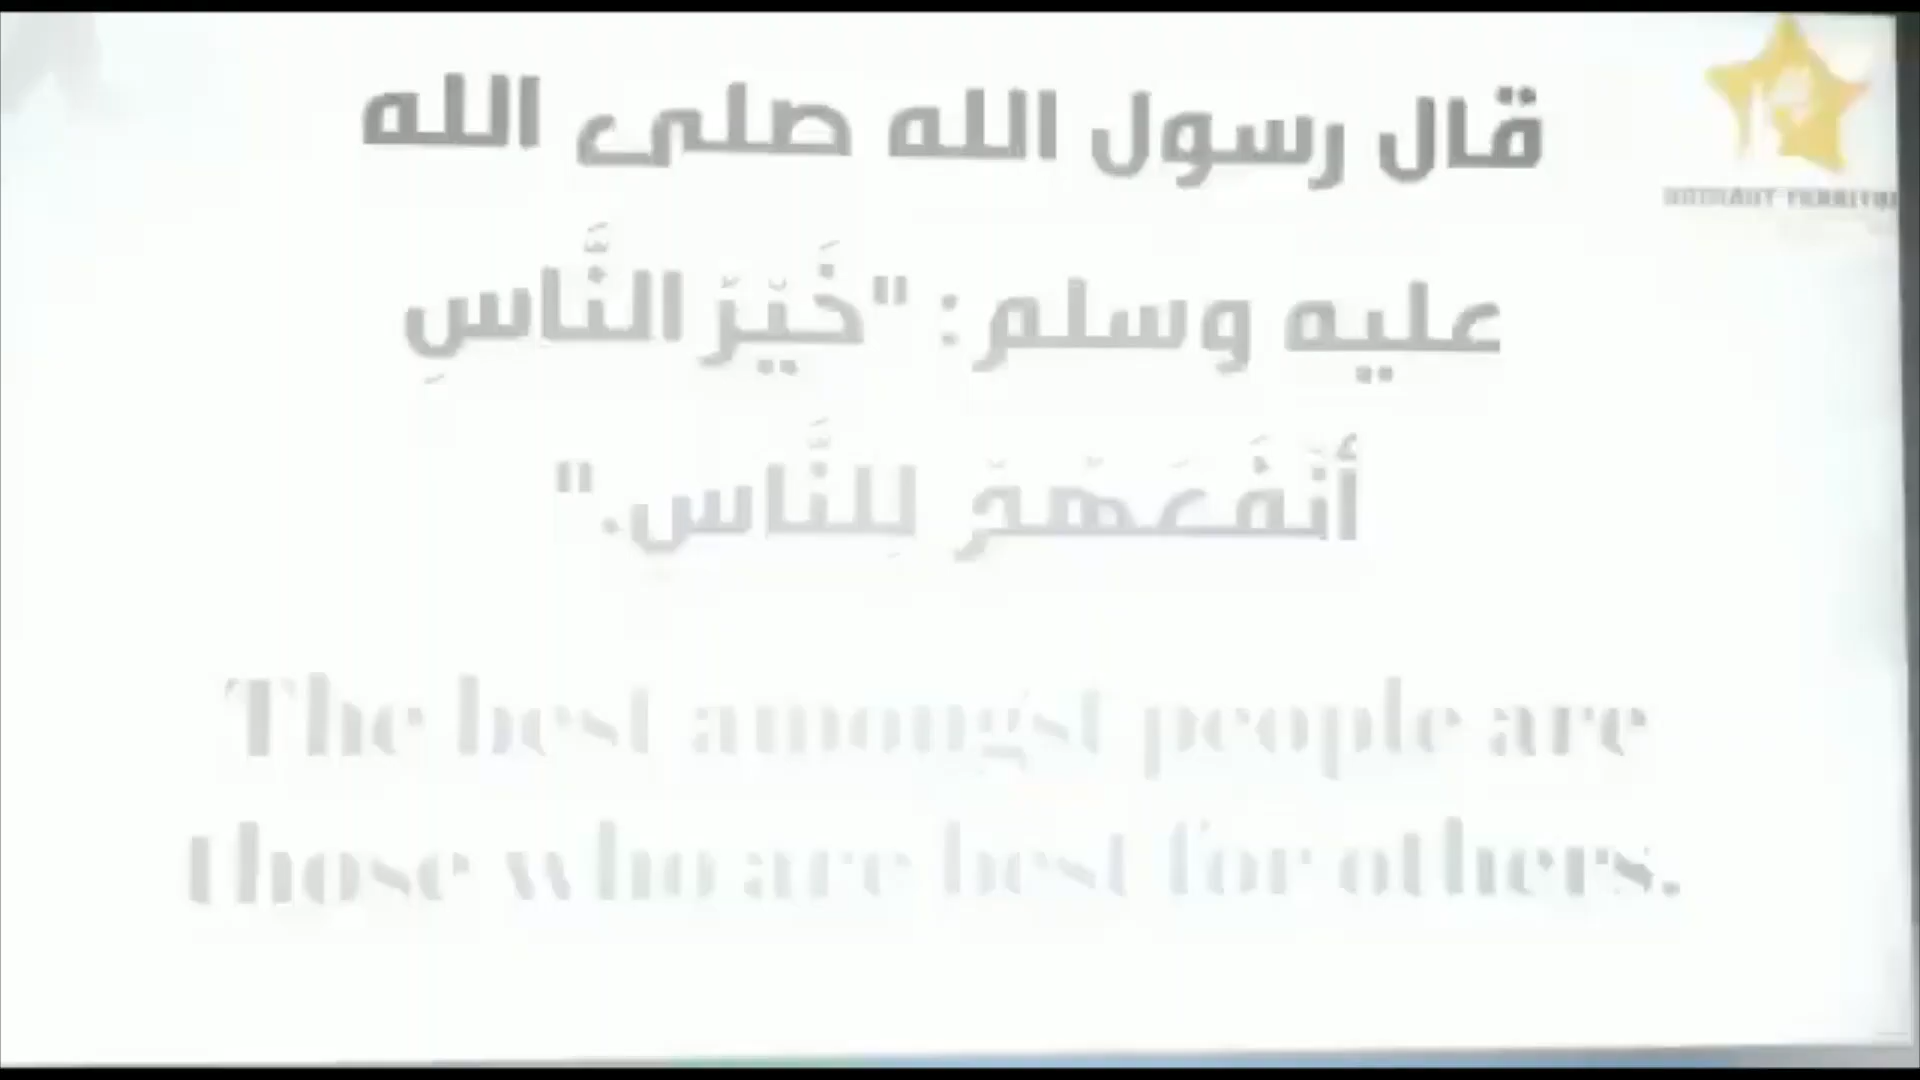 قال رسول الله صلى الله
عليه وسلم: "خَيْرُ النَّاسِ
أَنْفَعُهُمْ لِلنَّاسِ."
The best amongst people are
those who are best for others.